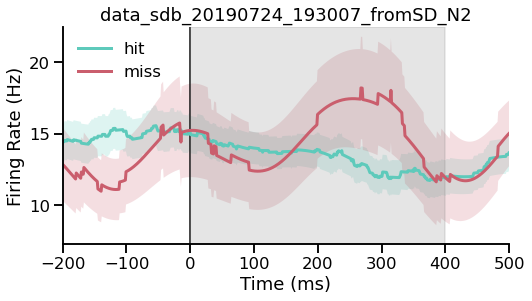 data_sdb_20190724_193007_fromSD_N2
hit
miss
Firing Rate (Hz)
20
15
10
−200 −100 0 100 200 300 400 500
Time (ms)